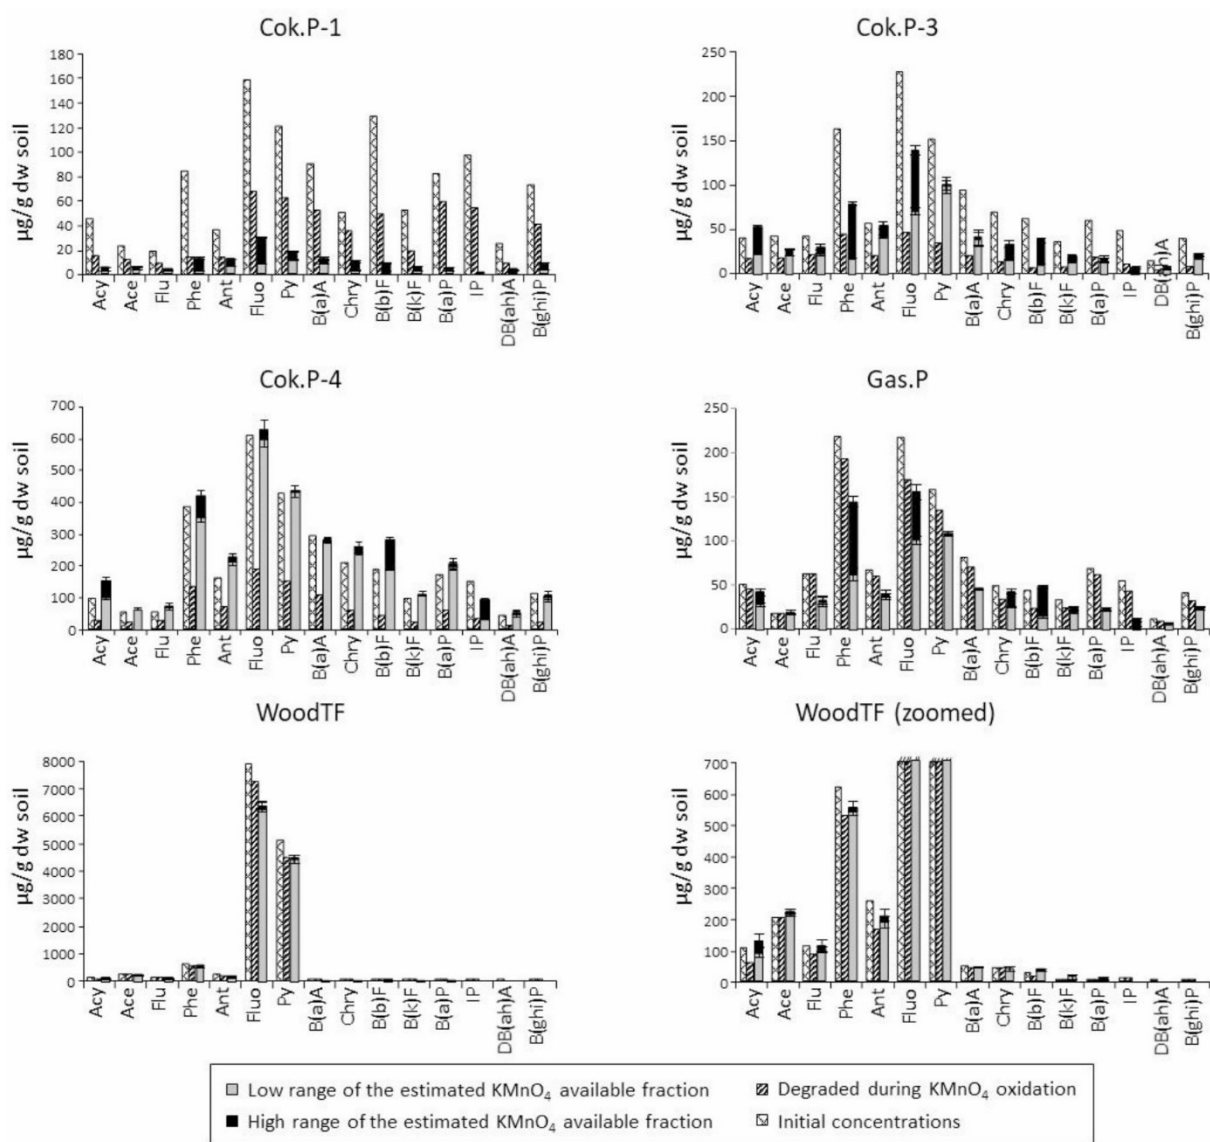 Cok.P-1
µg/g dw soil
180
160
140
120
100
80
60
40
20
0
Acy
Ace
Flu
Phe
Ant
Fluo
Py
B(a)A
Chry
B(b)F
B(k)F
B(a)P
IP
DB(ah)A
B(ghi)P
Cok.P-3
µg/g dw soil
250
200
150
100
50
0
Acy
Ace
Flu
Phe
Ant
Fluo
Py
B(a)A
Chry
B(b)F
B(k)F
B(a)P
IP
DB(ah)A
B(ghi)P
Cok.P-4
µg/g dw soil
700
600
500
400
300
200
100
0
Acy
Ace
Flu
Phe
Ant
Fluo
Py
B(a)A
Chry
B(b)F
B(k)F
B(a)P
IP
DB(ah)A
B(ghi)P
Gas.P
µg/g dw soil
250
200
150
100
50
0
Acy
Ace
Flu
Phe
Ant
Fluo
Py
B(a)A
Chry
B(b)F
B(k)F
B(a)P
IP
DB(ah)A
B(ghi)P
WoodTF
µg/g dw soil
8000
7000
6000
5000
4000
3000
2000
1000
0
Acy
Ace
Flu
Phe
Ant
Fluo
Py
B(a)A
Chry
B(b)F
B(k)F
B(a)P
IP
DB(ah)A
B(ghi)P
WoodTF (zoomed)
µg/g dw soil
700
600
500
400
300
200
100
0
Acy
Ace
Flu
Phe
Ant
Fluo
Py
B(a)A
Chry
B(b)F
B(k)F
B(a)P
IP
DB(ah)A
B(ghi)P
Low range of the estimated KMnO₄ available fraction
Degraded during KMnO₄ oxidation
High range of the estimated KMnO₄ available fraction
Initial concentrations